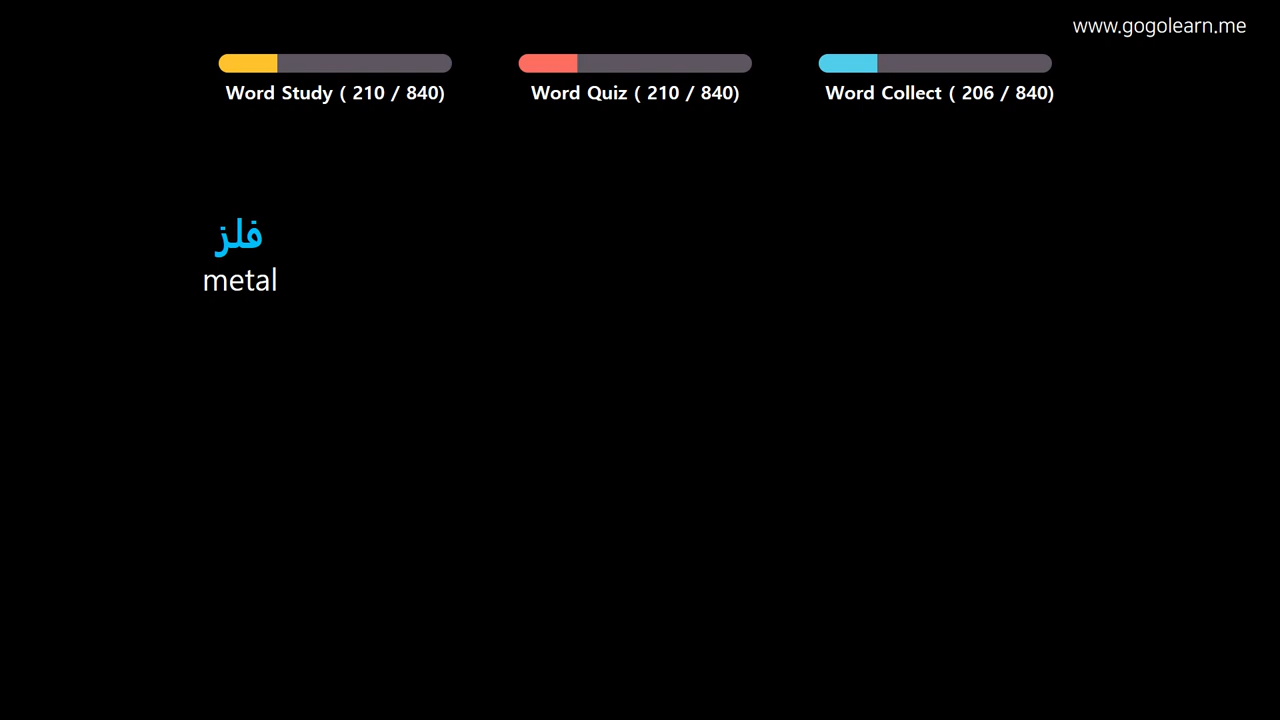 www.gogolearn.me
Word Study ( 210 / 840)
Word Quiz ( 210 / 840)
Word Collect ( 206 / 840)
فلز
metal